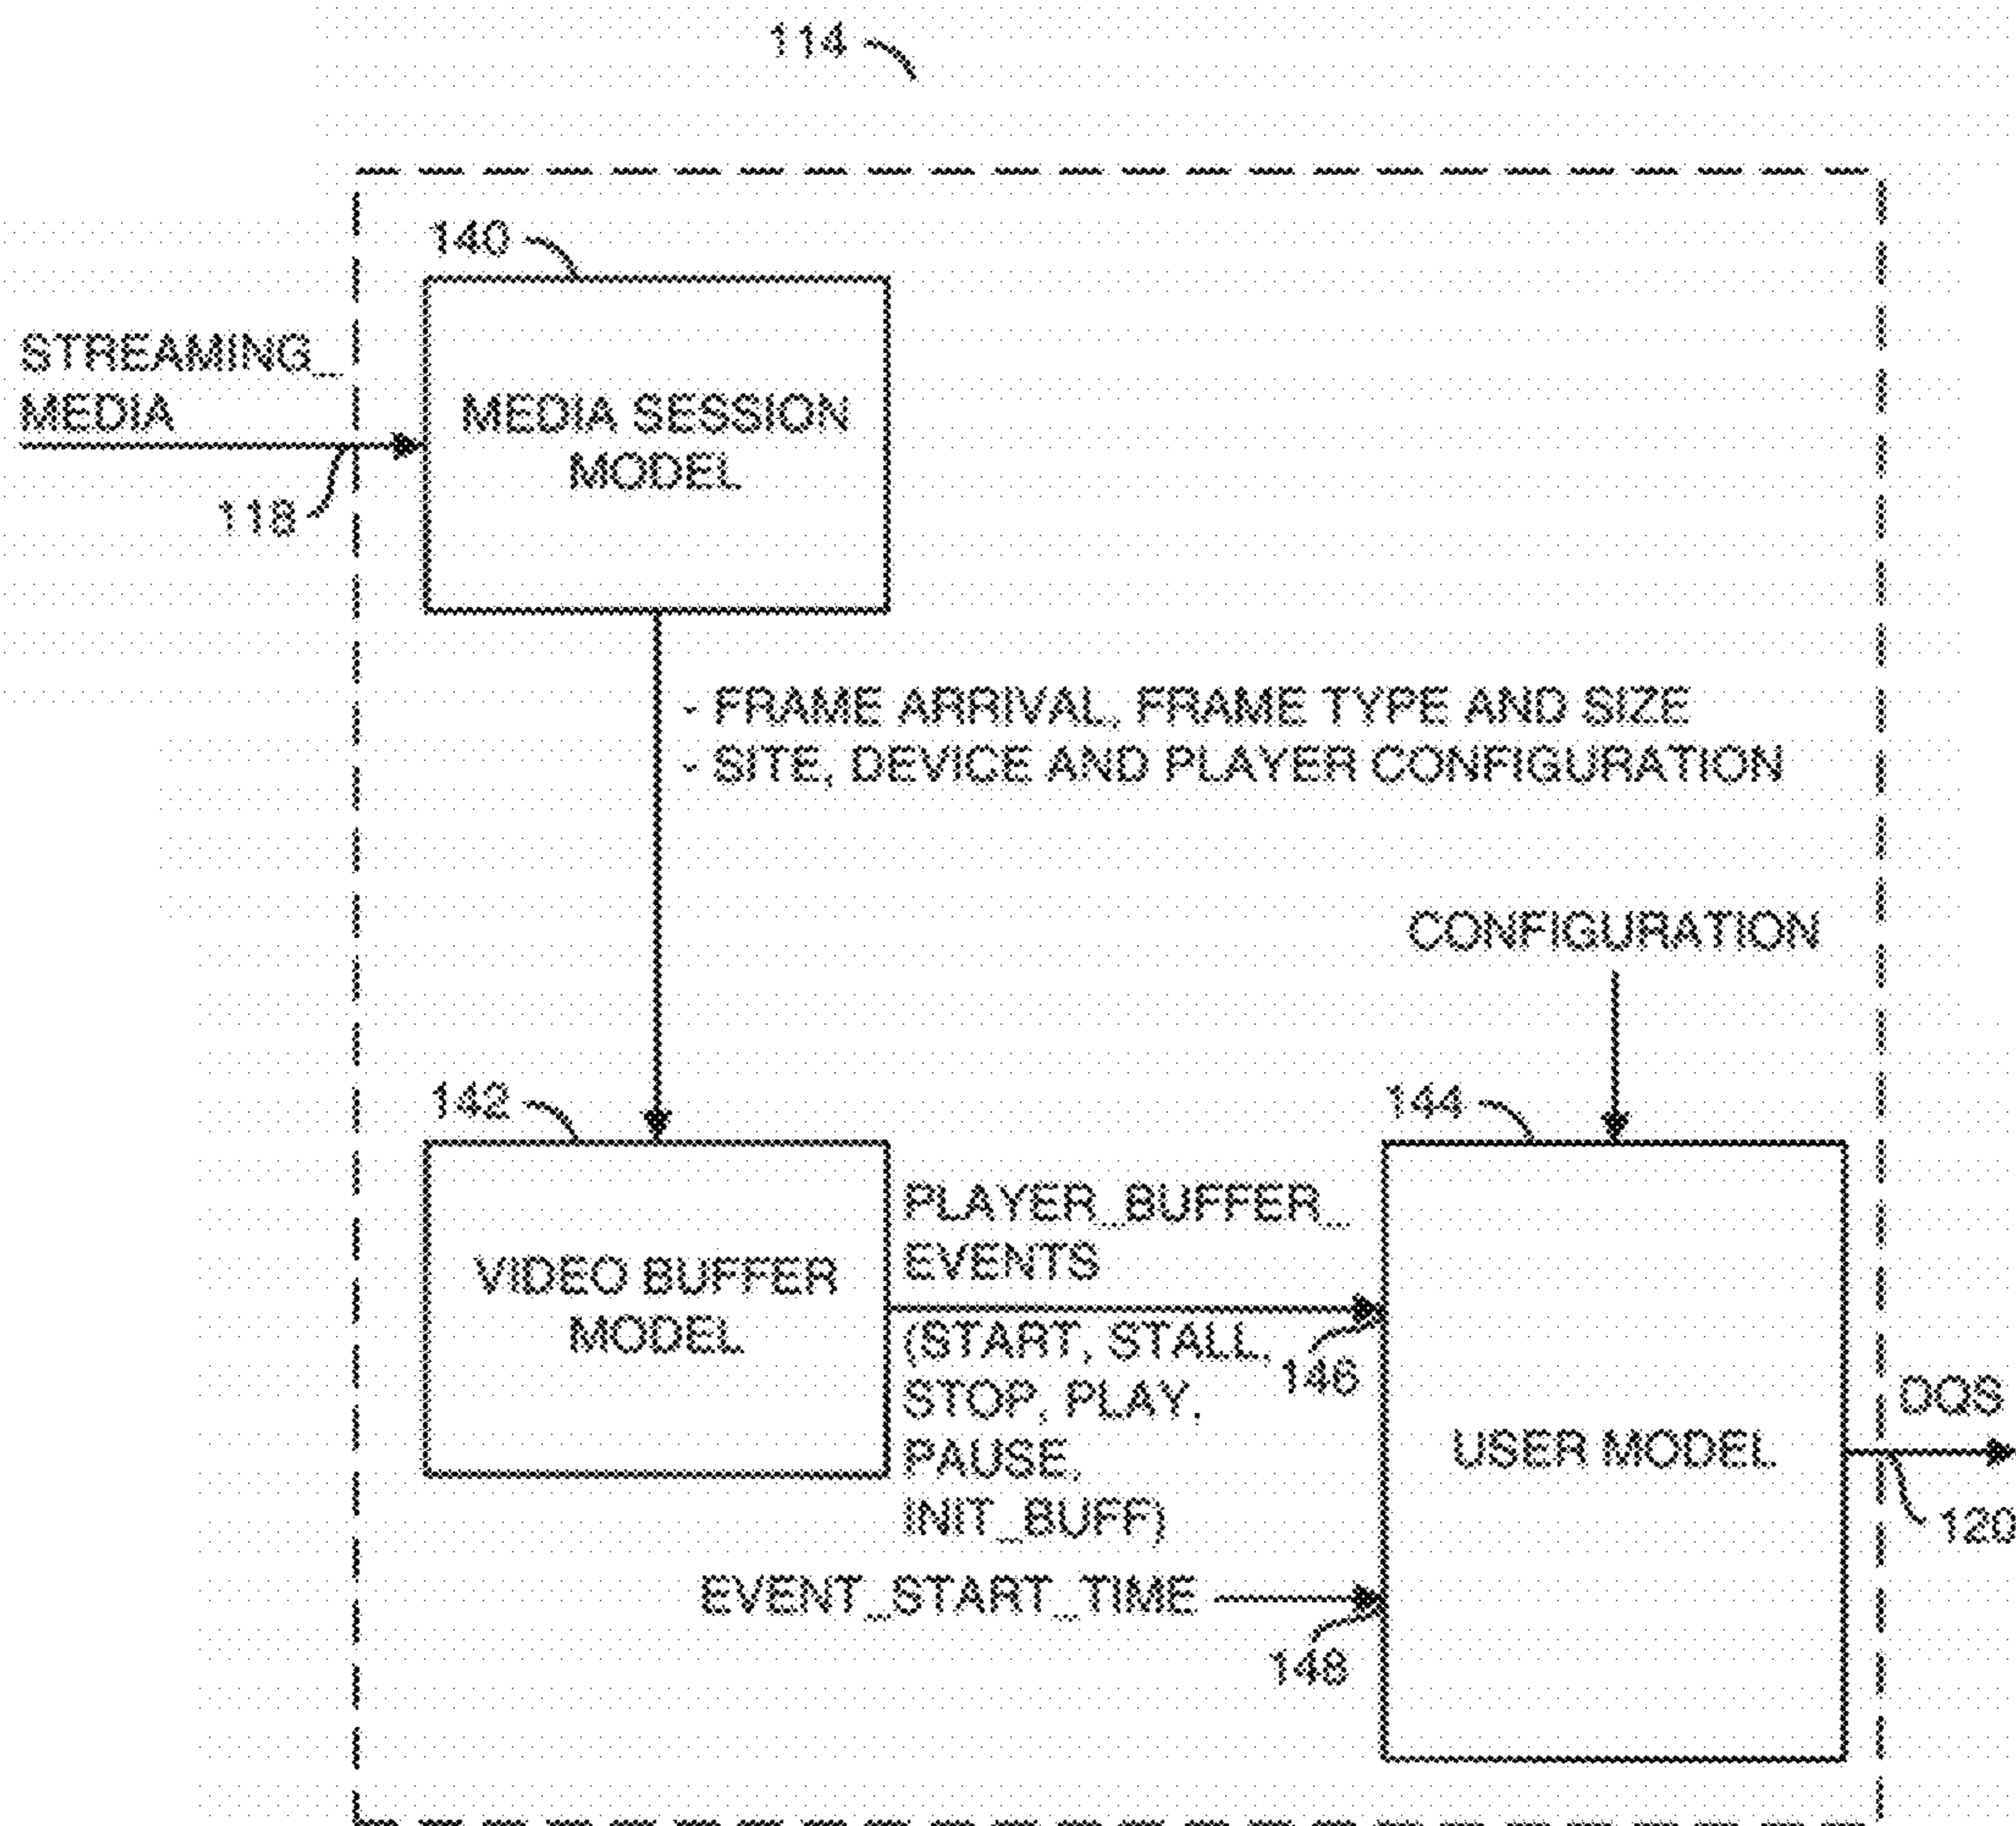 114
140
STREAMING_
MEDIA
118
MEDIA SESSION
MODEL
- FRAME ARRIVAL, FRAME TYPE AND SIZE
- SITE, DEVICE AND PLAYER CONFIGURATION
CONFIGURATION
142
144
VIDEO BUFFER
MODEL
PLAYER_BUFFER_
EVENTS
(START, STALL,
STOP, PLAY,
PAUSE,
INIT_BUFF)
146
EVENT_START_TIME
148
USER MODEL
DQS
120